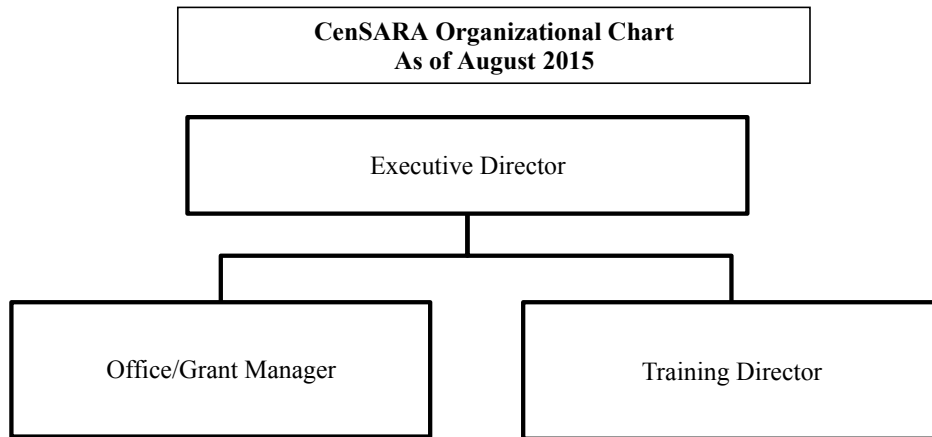 CenSARA Organizational Chart
As of August 2015
Executive Director
Office/Grant Manager
Training Director